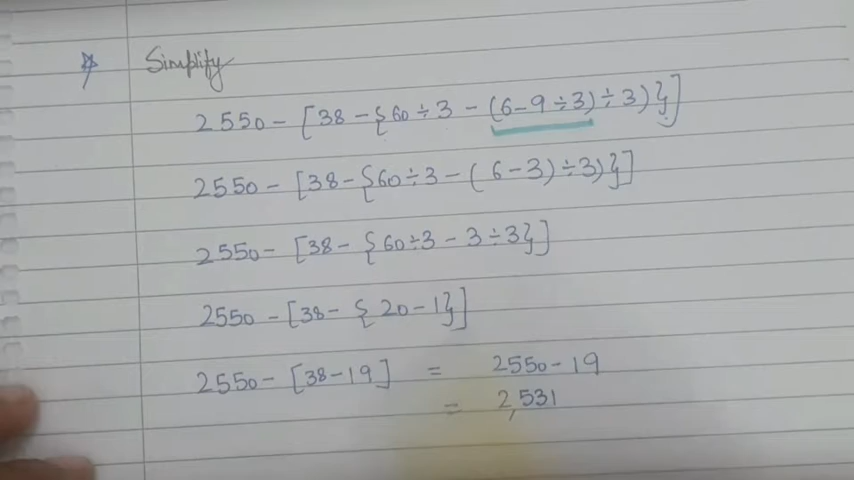 Simplify
2550 - [38 - {60 ÷ 3 - (6 - 9 ÷ 3) ÷ 3)}]
2550 - [38 - {60 ÷ 3 - (6 - 3) ÷ 3)}]
2550 - [38 - {60 ÷ 3 - 3 ÷ 3}]
2550 - [38 - {20 - 1}]
2550 - [38 - 19] = 2550 - 19
= 2,531